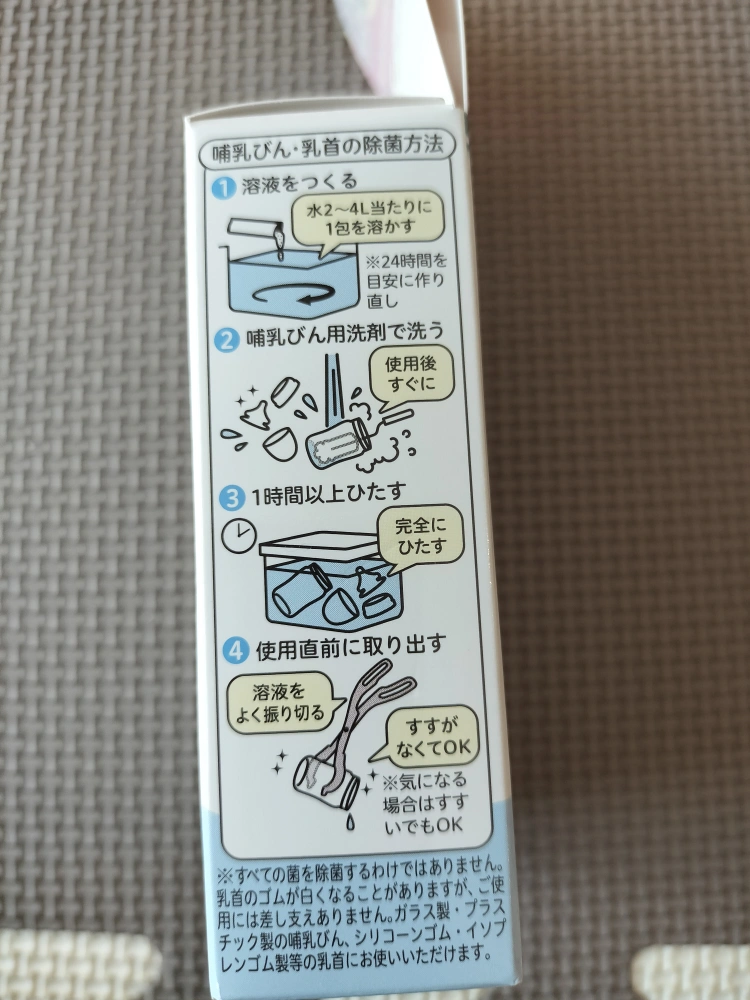 哺乳びん・乳首の除菌方法
1 溶液をつくる
水2〜4L当たりに
1包を溶かす
※24時間を
目安に作り
直し
2 哺乳びん用洗剤で洗う
使用後
すぐに
3 1時間以上ひたす
完全に
ひたす
4 使用直前に取り出す
溶液を
よく振り切る
すすが
なくてOK
※気になる
場合はすす
いでもOK
※すべての菌を除菌するわけではありません。
乳首のゴムが白くなることがありますが、ご使
用には差し支えありません。ガラス製・プラス
チック製の哺乳びん、シリコーンゴム・イソプ
レンゴム製等の乳首にお使いいただけます。